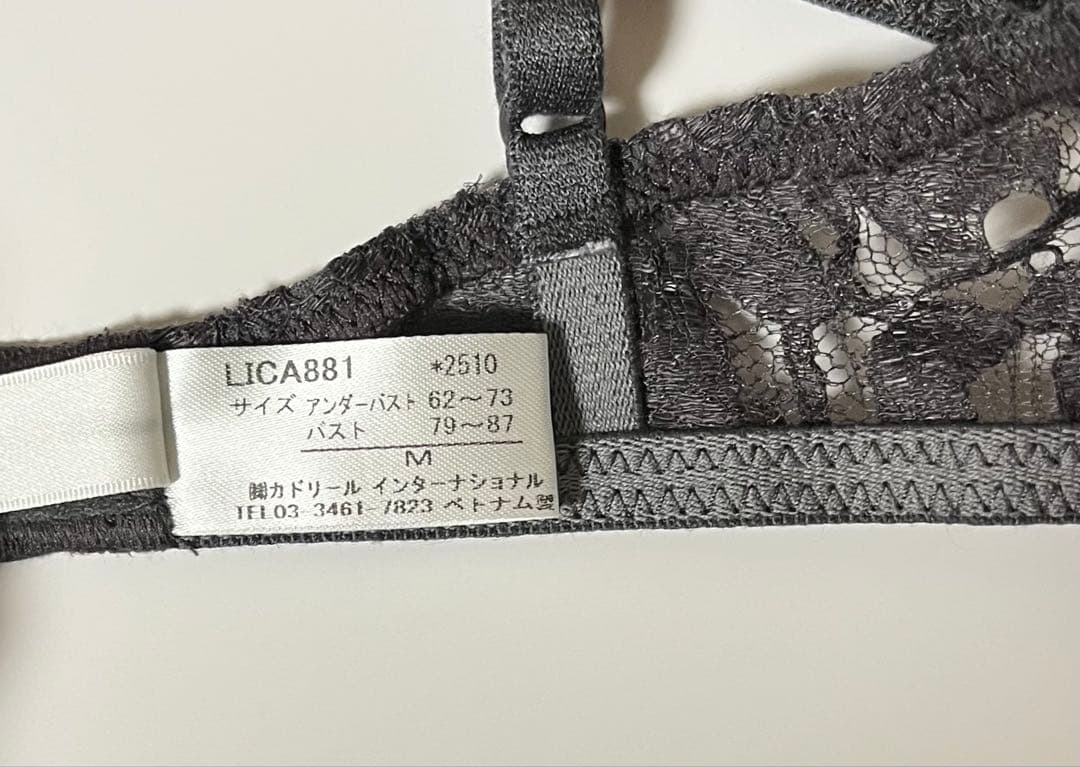 LICA881 *2510
サイズ アンダーバスト 62～73
バスト 79～87
M
㈱カドリール インターナショナル
TEL03-3461-7823 ベトナム製